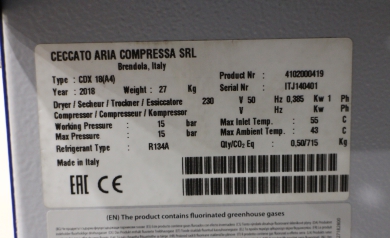 CECCATO ARIA COMPRESSA SRL
Brendola, Italy
Type : CDX 18(A4) Product Nr : 4102000419
Year : 2018 Weight : 27 Kg Serial Nr : ITJ140401
Dryer / Secheur / Trockner / Essiccatore 230 V 50 Hz 0,385 Kw 1 Ph
Compressor / Compresseur / Kompressor V Hz Kw Ph
Working Pressure : 15 bar Max Inlet Temp. : 55 C
Max Pressure : 15 bar Max Ambient Temp. : 43 C
Refrigerant Type : R134A Qty/CO₂ Eq : 0,50/715 Kg
Made in Italy
EAC CE
(EN) The product contains fluorinated greenhouse gases